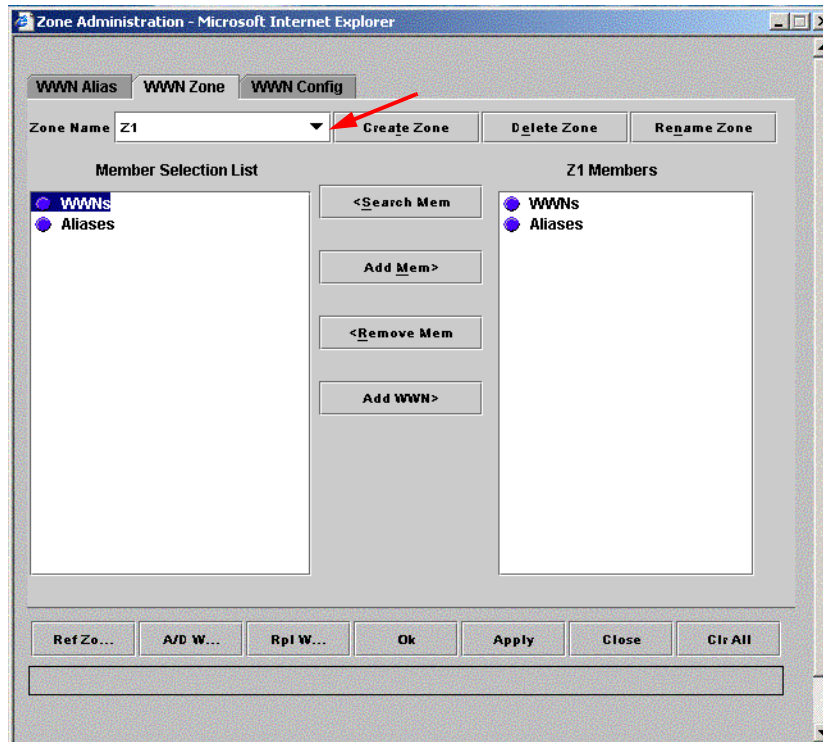 Zone Administration - Microsoft Internet Explorer
WWN Alias WWN Zone WWN Config
Zone Name Z1 Create Zone Delete Zone Rename Zone
Member Selection List Z1 Members
WWNs <Search Mem WWNs
Aliases Aliases
Add Mem>
<Remove Mem
Add WWN>
Ref Zo... A/D W... Rpl W... Ok Apply Close Clr All